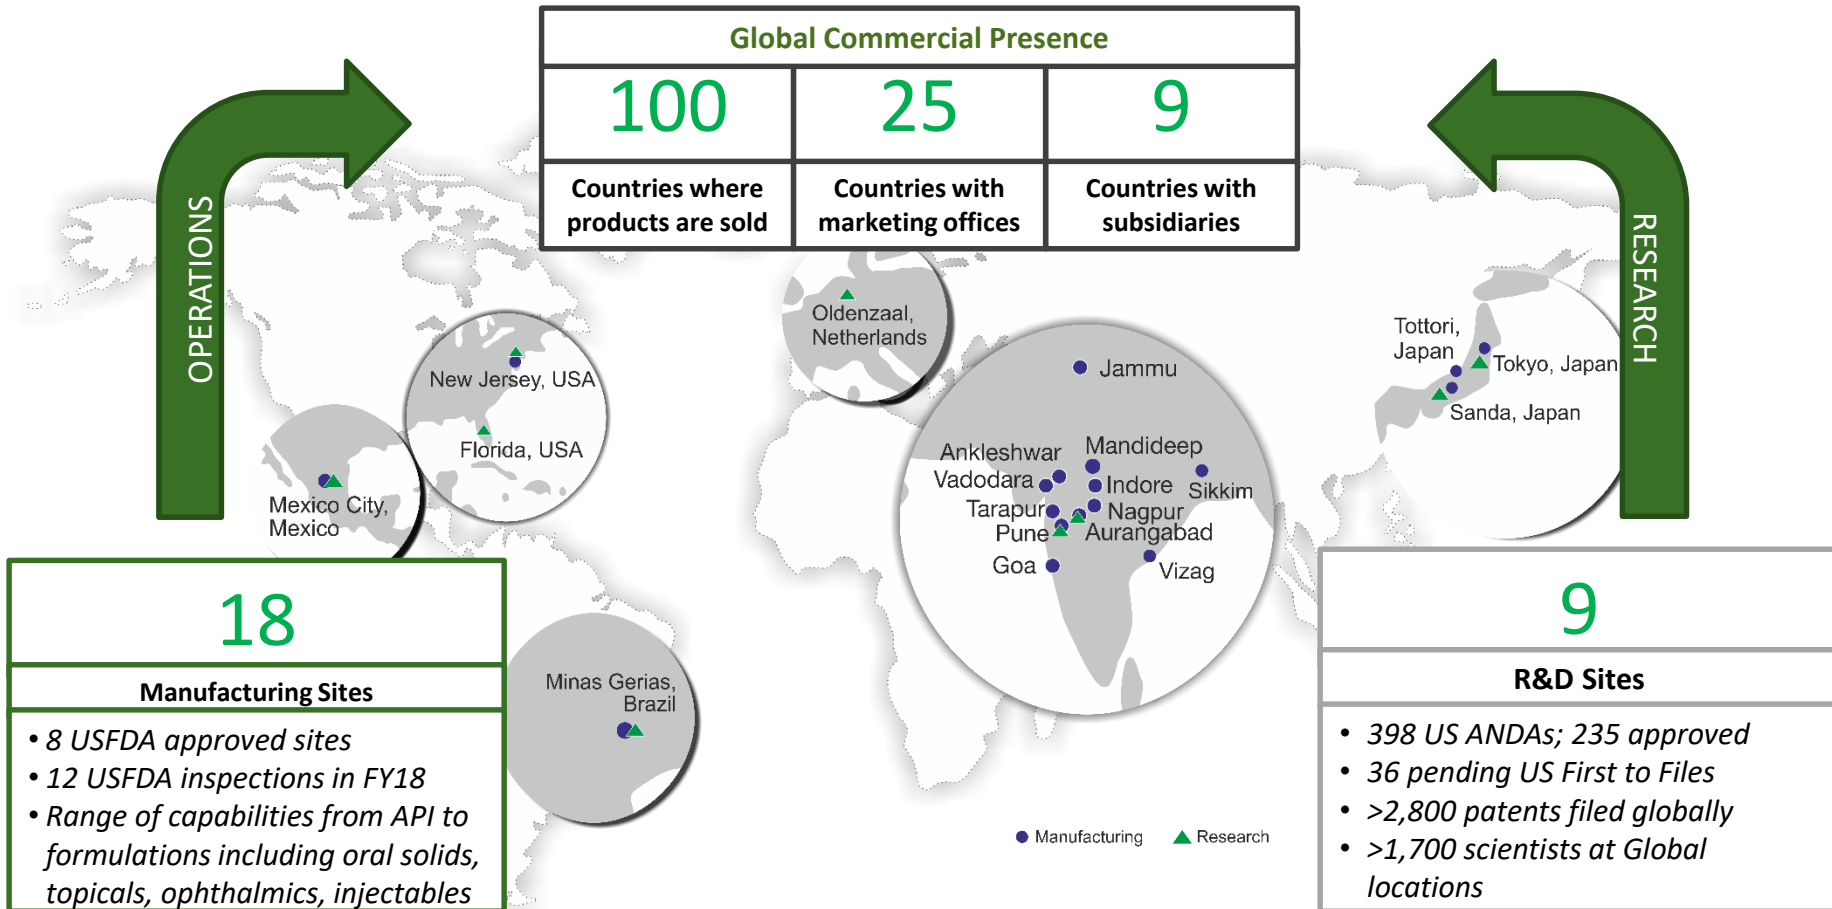 Global Commercial Presence
100
25
9
Countries where
products are sold
Countries with
marketing offices
Countries with
subsidiaries
OPERATIONS
RESEARCH
Oldenzaal,
Netherlands
New Jersey, USA
Florida, USA
Mexico City,
Mexico
Minas Gerias,
Brazil
Jammu
Ankleshwar
Mandideep
Vadodara
Indore
Sikkim
Tarapur
Nagpur
Pune
Aurangabad
Goa
Vizag
Tottori,
Japan
Tokyo, Japan
Sanda, Japan
18
Manufacturing Sites
• 8 USFDA approved sites
• 12 USFDA inspections in FY18
• Range of capabilities from API to
formulations including oral solids,
topicals, ophthalmics, injectables
Manufacturing
Research
9
R&D Sites
• 398 US ANDAs; 235 approved
• 36 pending US First to Files
• >2,800 patents filed globally
• >1,700 scientists at Global
locations